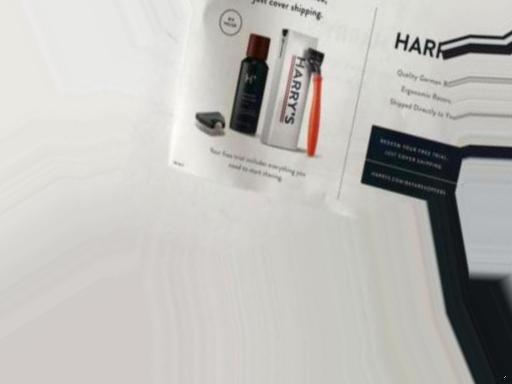 just cover shipping.
HARRY'S
Your free trial includes everything you
need to start shaving.
Quality German
Ergonomic Razors,
Shipped Directly to You
REDEEM YOUR FREE TRIAL,
JUST COVER SHIPPING